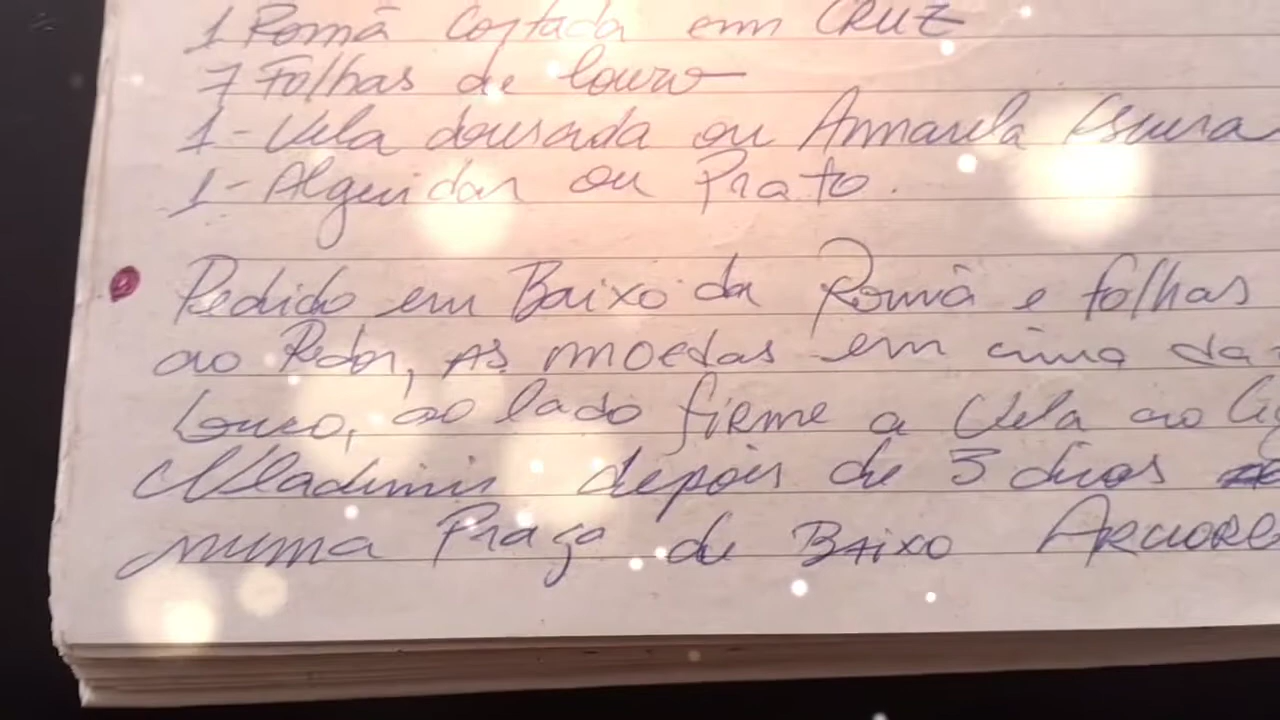 1 Romã Cortada em CRUZ
7 Folhas de louro
1- Vela dourada ou Amarela Escura
1- Alguidar ou Prato.
Pedido em Baixo da Romã e folhas
ao Redor, As moedas em cima da
Louro, ao lado firme a Vela ao
Wladimir depois de 3 dias
numa Praça de BAixo